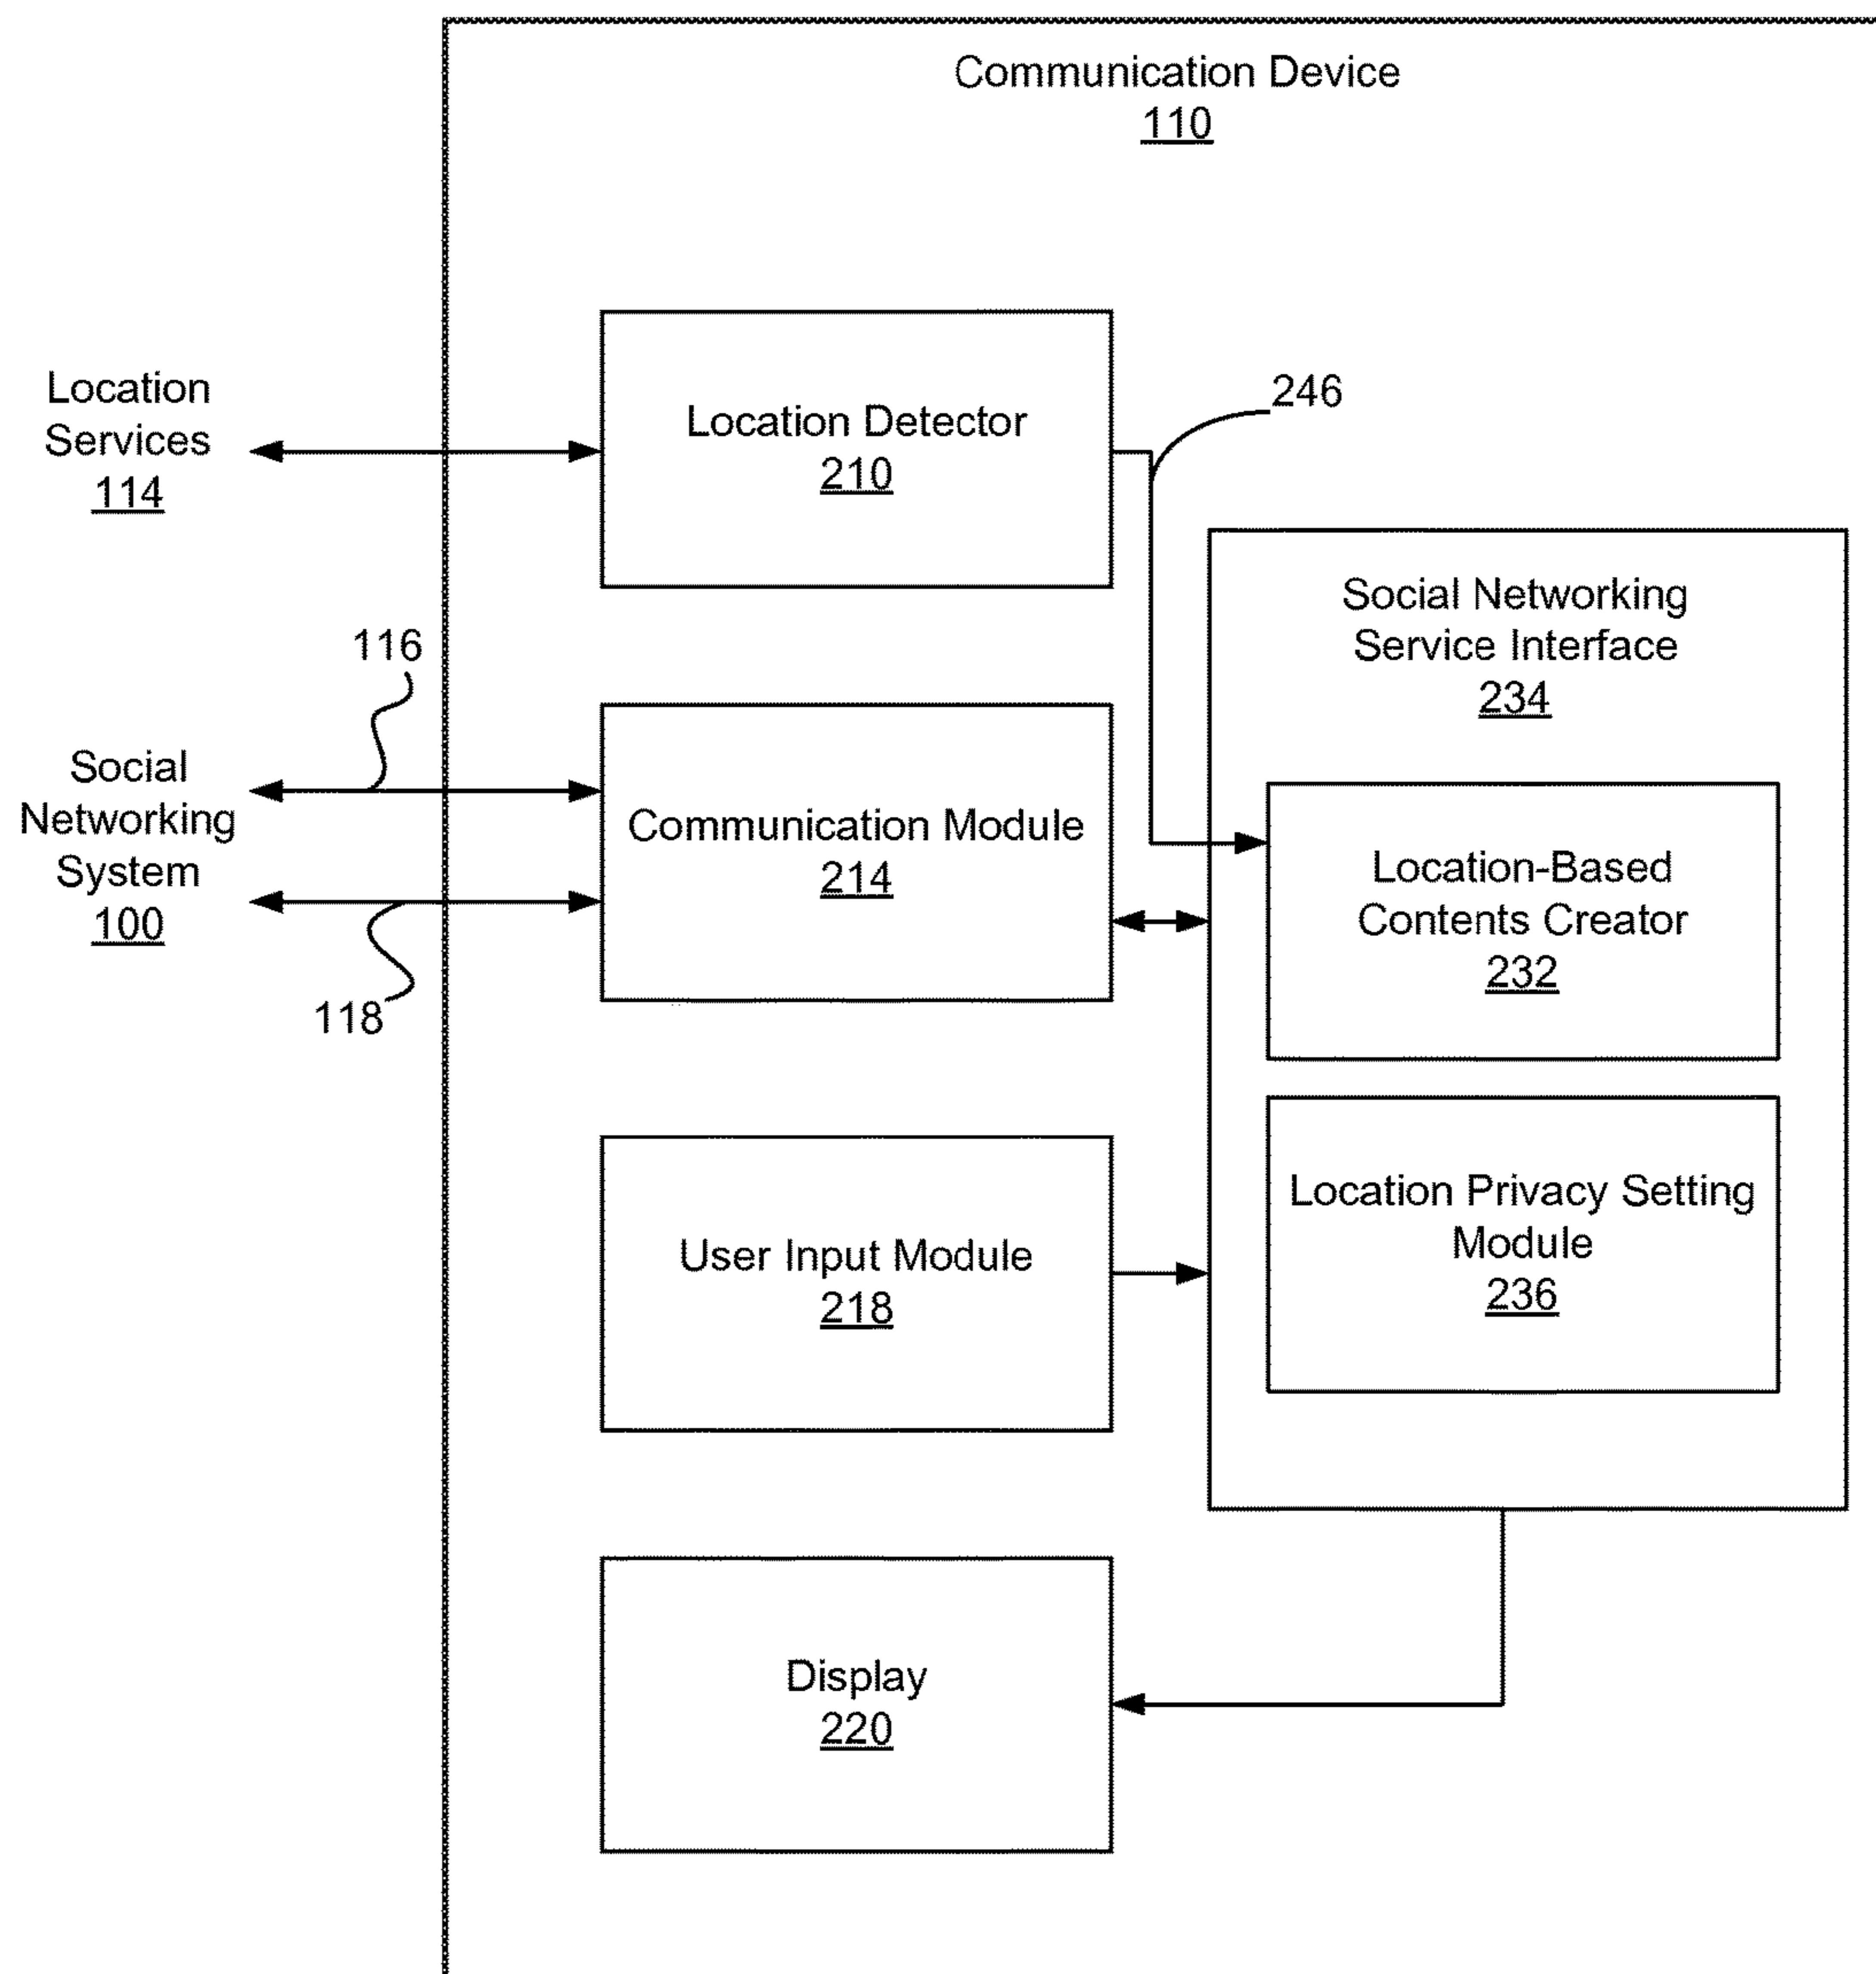 Communication Device
110
Location
Services
114
Location Detector
210
246
116
Social
Networking
System
100
118
Communication Module
214
Social Networking
Service Interface
234
Location-Based
Contents Creator
232
Location Privacy Setting
Module
236
User Input Module
218
Display
220